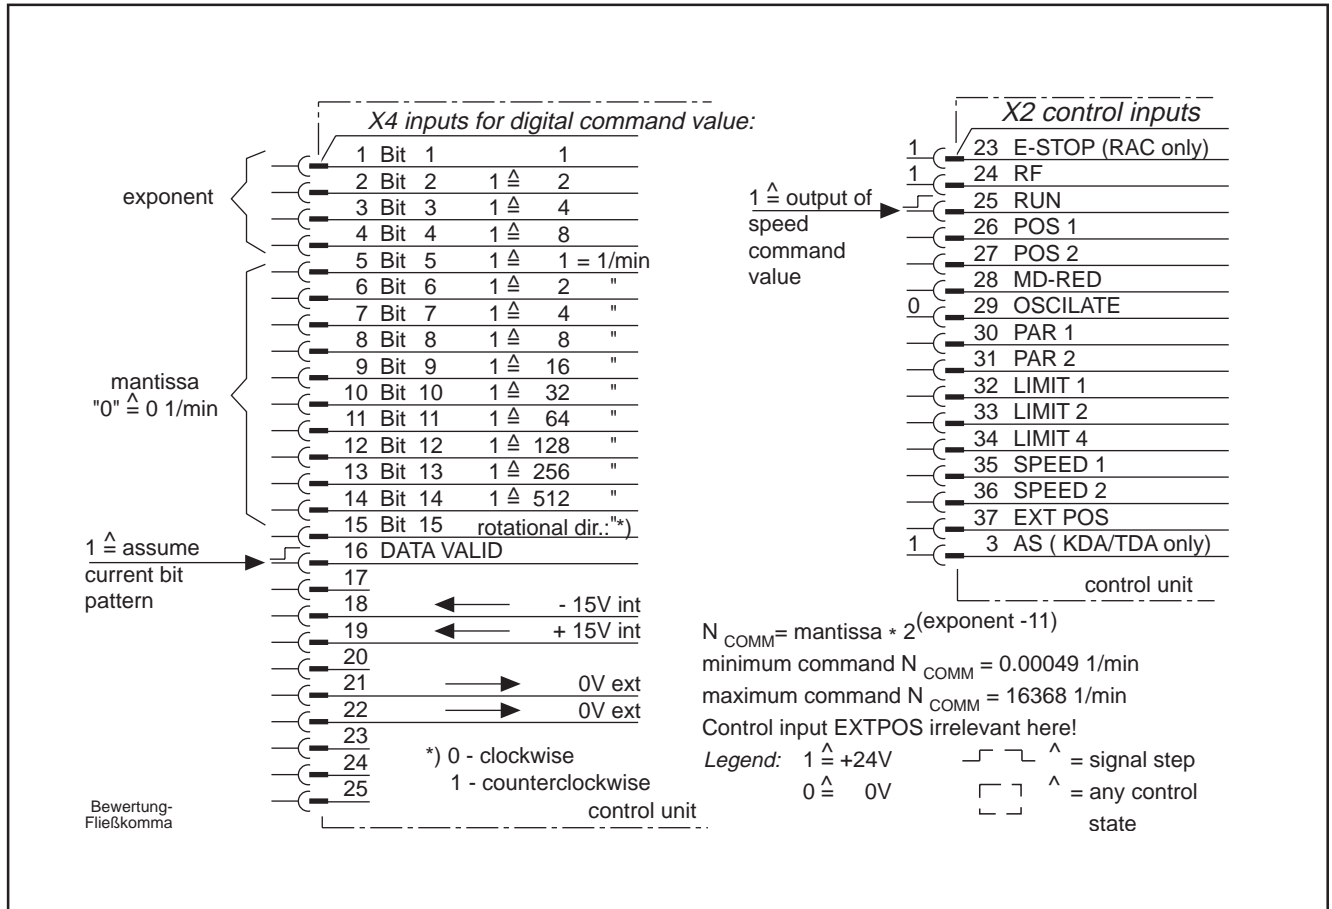 X4 inputs for digital command value:
exponent
1 Bit 1 1
2 Bit 2 1 ≙ 2
3 Bit 3 1 ≙ 4
4 Bit 4 1 ≙ 8
mantissa
"0" ≙ 0 1/min
5 Bit 5 1 ≙ 1 = 1/min
6 Bit 6 1 ≙ 2 "
7 Bit 7 1 ≙ 4 "
8 Bit 8 1 ≙ 8 "
9 Bit 9 1 ≙ 16 "
10 Bit 10 1 ≙ 32 "
11 Bit 11 1 ≙ 64 "
12 Bit 12 1 ≙ 128 "
13 Bit 13 1 ≙ 256 "
14 Bit 14 1 ≙ 512 "
15 Bit 15 rotational dir.:"*)
1 ≙ assume
current bit
pattern
16 DATA VALID
17
18 - 15V int
19 + 15V int
20
21 0V ext
22 0V ext
23
24
25
*) 0 - clockwise
1 - counterclockwise
control unit
Bewertung-
Fließkomma
X2 control inputs
1 23 E-STOP (RAC only)
1 24 RF
1 ≙ output of
speed
command
value
25 RUN
26 POS 1
27 POS 2
28 MD-RED
0 29 OSCILATE
30 PAR 1
31 PAR 2
32 LIMIT 1
33 LIMIT 2
34 LIMIT 4
35 SPEED 1
36 SPEED 2
37 EXT POS
1 3 AS ( KDA/TDA only)
control unit
N COMM= mantissa * 2(exponent -11)
minimum command N COMM = 0.00049 1/min
maximum command N COMM = 16368 1/min
Control input EXTPOS irrelevant here!
Legend: 1 ≙ +24V ^ = signal step
0 ≙ 0V ^ = any control
state